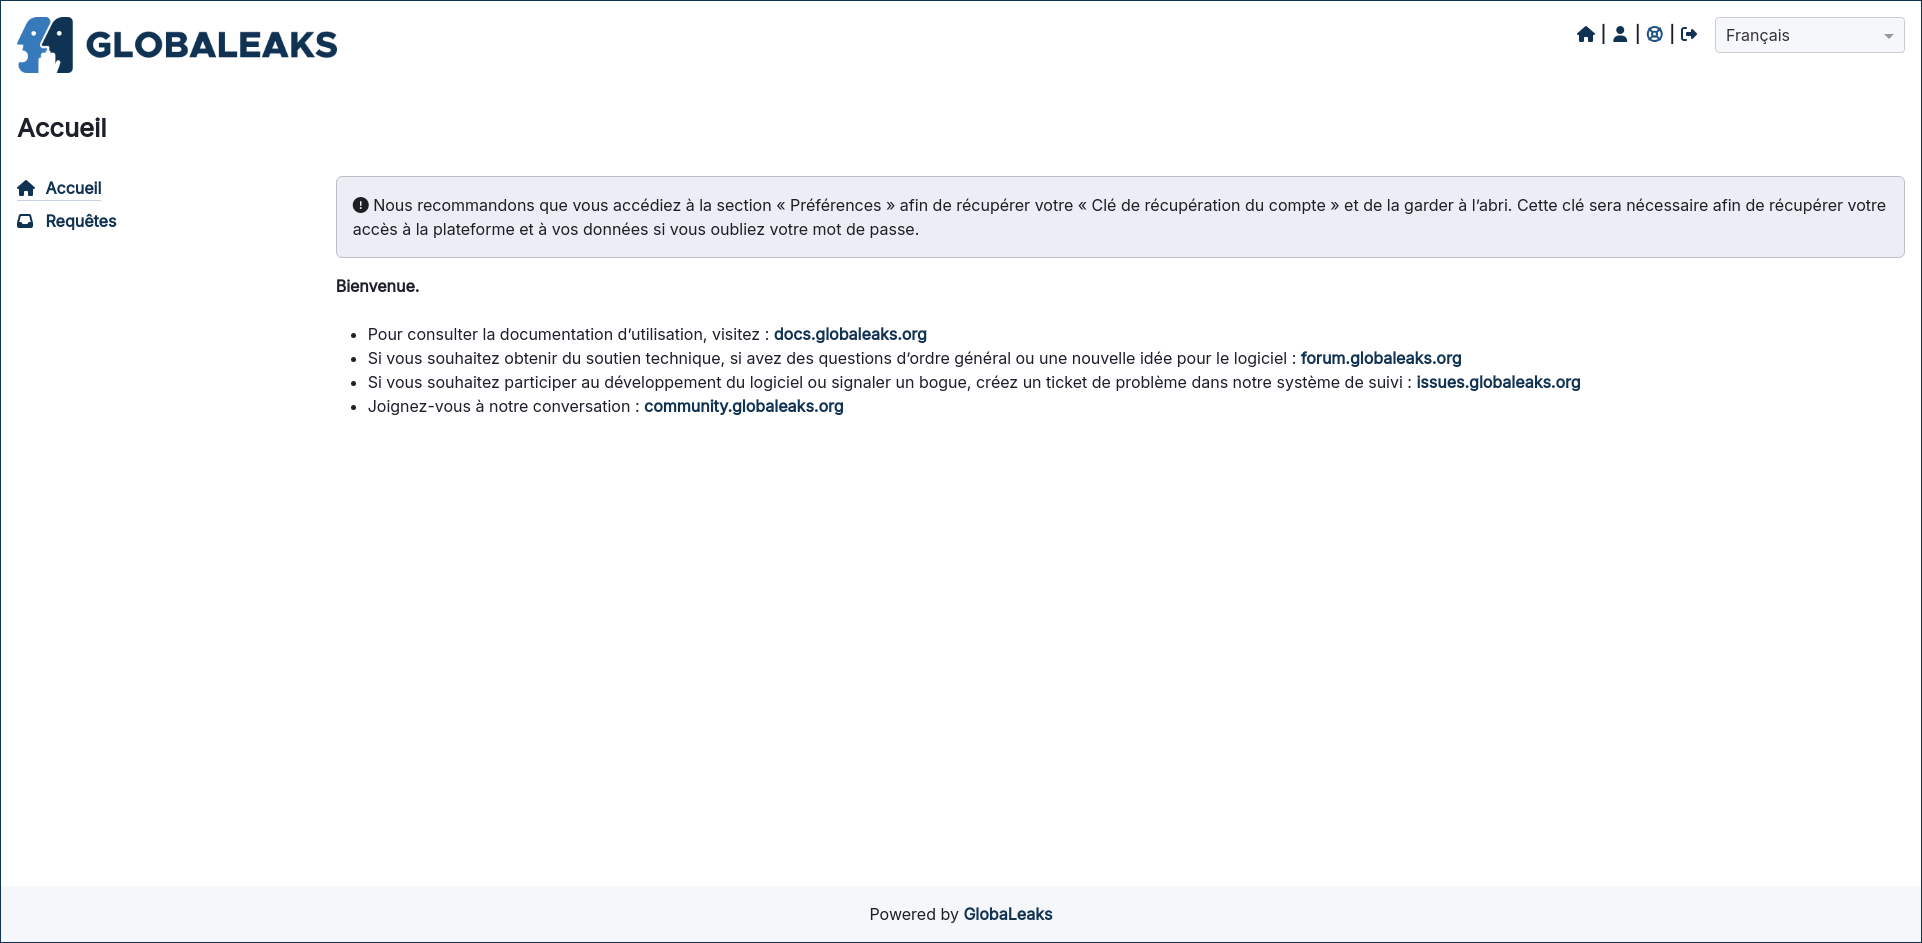 GLOBALEAKS
Français
Accueil
Accueil
Requêtes
Nous recommandons que vous accédiez à la section « Préférences » afin de récupérer votre « Clé de récupération du compte » et de la garder à l’abri. Cette clé sera nécessaire afin de récupérer votre
accès à la plateforme et à vos données si vous oubliez votre mot de passe.
Bienvenue.
Pour consulter la documentation d’utilisation, visitez : docs.globaleaks.org
Si vous souhaitez obtenir du soutien technique, si avez des questions d’ordre général ou une nouvelle idée pour le logiciel : forum.globaleaks.org
Si vous souhaitez participer au développement du logiciel ou signaler un bogue, créez un ticket de problème dans notre système de suivi : issues.globaleaks.org
Joignez-vous à notre conversation : community.globaleaks.org
Powered by GlobaLeaks